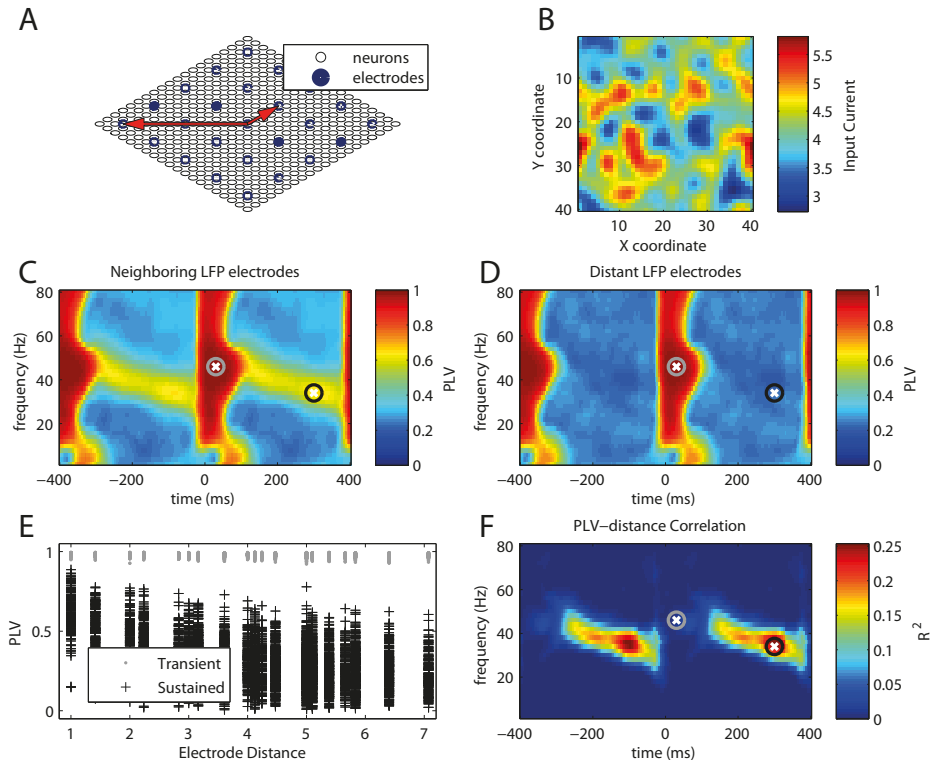 A
neurons
electrodes
B
10
20
30
40
10
20
30
40
Y coordinate
X coordinate
5.5
5
4.5
4
3.5
3
Input Current
C
Neighboring LFP electrodes
80
60
40
20
frequency (Hz)
−400
−200
0
200
400
time (ms)
1
0.8
0.6
0.4
0.2
0
PLV
D
Distant LFP electrodes
80
60
40
20
frequency (Hz)
−400
−200
0
200
400
time (ms)
1
0.8
0.6
0.4
0.2
0
PLV
E
1
0.5
0
PLV
Transient
Sustained
1
2
3
4
5
6
7
Electrode Distance
F
PLV−distance Correlation
80
60
40
20
frequency (Hz)
−400
−200
0
200
400
time (ms)
0.25
0.2
0.15
0.1
0.05
0
R 2